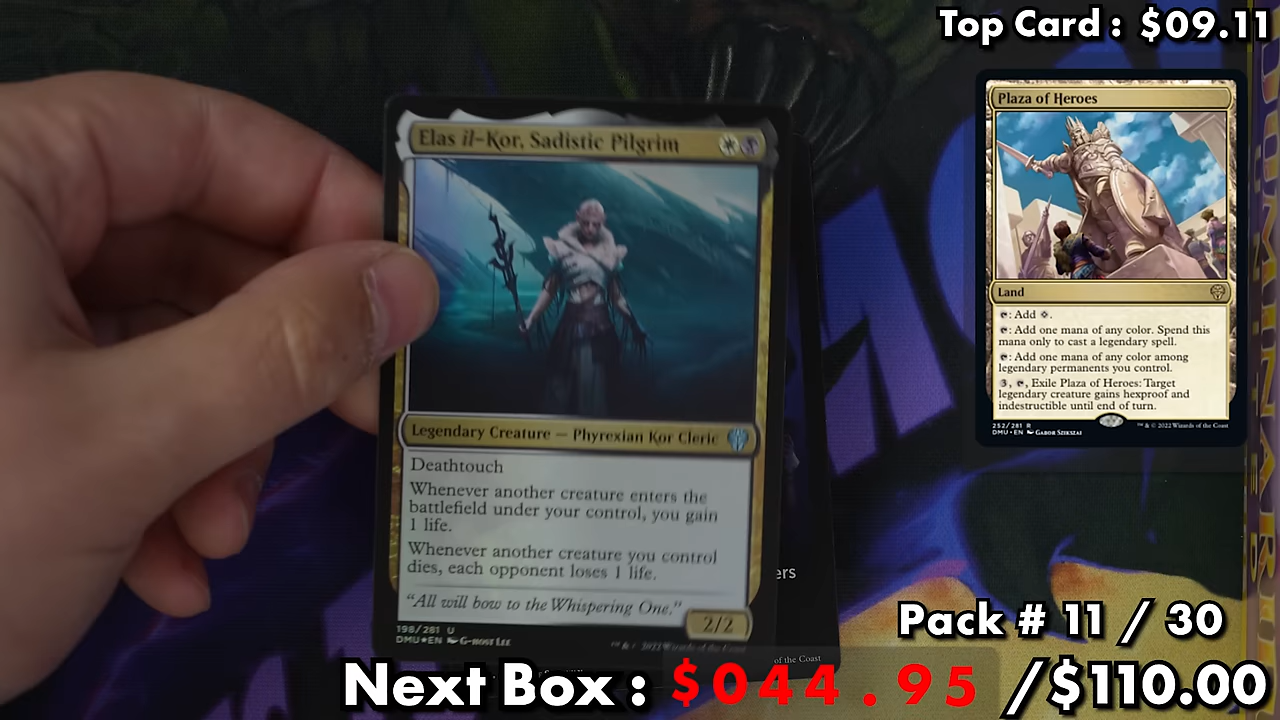 Top Card : $09.11
Elas il-Kor, Sadistic Pilgrim
Legendary Creature — Phyrexian Kor Cleric
Deathtouch
Whenever another creature enters the
battlefield under your control, you gain
1 life.
Whenever another creature you control
dies, each opponent loses 1 life.
"All will bow to the Whispering One."
2/2
198/281 U
DMU★EN G-HOST LEE
ers
of the Coast
Plaza of Heroes
Land
: Add .
: Add one mana of any color. Spend this
mana only to cast a legendary spell.
: Add one mana of any color among
legendary permanents you control.
3, , Exile Plaza of Heroes: Target
legendary creature gains hexproof and
indestructible until end of turn.
252/281 R
DMU • EN GABOR SZIKSZAI
™ & © 2022 Wizards of the Coast
Pack # 11 / 30
Next Box : $044.95 /$110.00